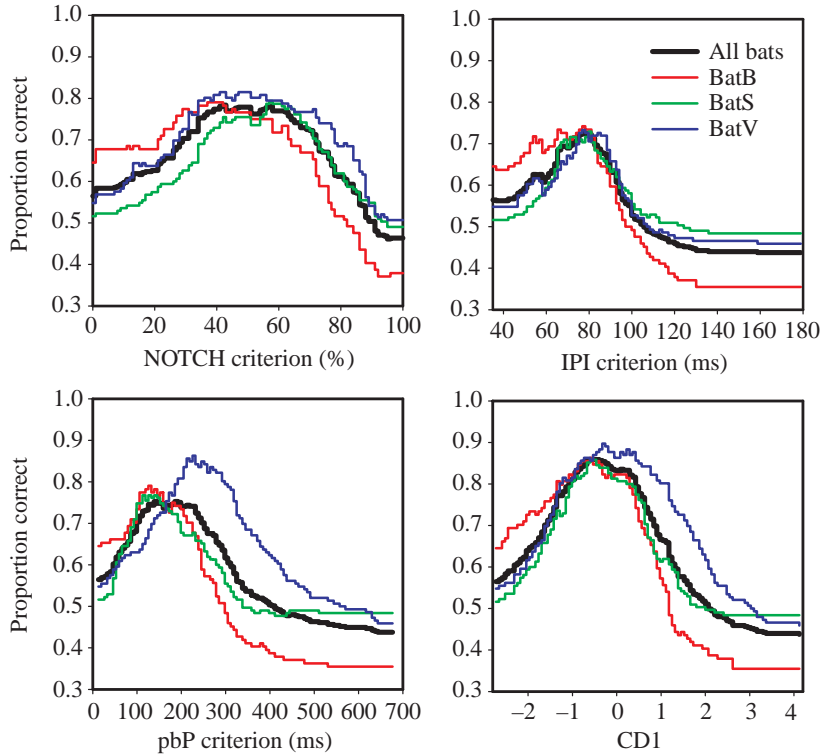 1.0
0.9
0.8
0.7
0.6
0.5
0.4
0.3
Proportion correct
0 20 40 60 80 100
NOTCH criterion (%)
1.0
0.9
0.8
0.7
0.6
0.5
0.4
0.3
All bats
BatB
BatS
BatV
40 60 80 100 120 140 160 180
IPI criterion (ms)
1.0
0.9
0.8
0.7
0.6
0.5
0.4
0.3
Proportion correct
0 100 200 300 400 500 600 700
pbP criterion (ms)
1.0
0.9
0.8
0.7
0.6
0.5
0.4
0.3
–2 –1 0 1 2 3 4
CD1